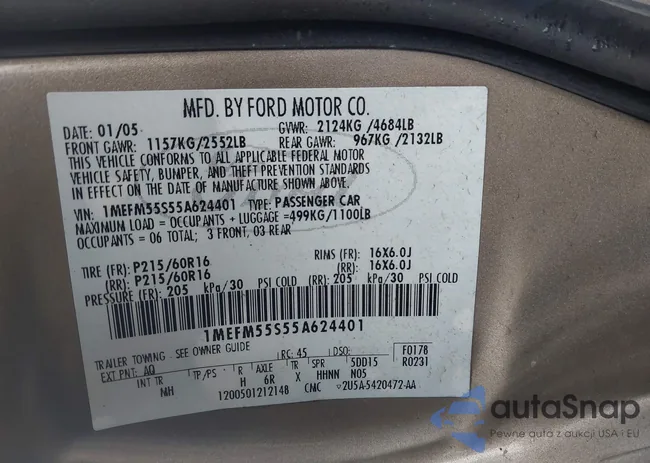 MFD. BY FORD MOTOR CO.
DATE: 01/05 GVWR: 2124KG /4684LB
FRONT GAWR: 1157KG/2552LB REAR GAWR: 967KG/2132LB
THIS VEHICLE CONFORMS TO ALL APPLICABLE FEDERAL MOTOR
VEHICLE SAFETY, BUMPER, AND THEFT PREVENTION STANDARDS
IN EFFECT ON THE DATE OF MANUFACTURE SHOWN ABOVE.
VIN: 1MEFM55S55A624401 TYPE: PASSENGER CAR
MAXIMUM LOAD = OCCUPANTS + LUGGAGE =499KG/1100LB
OCCUPANTS = 06 TOTAL; 3 FRONT, 03 REAR
TIRE (FR): P215/60R16 RIMS (FR): 16X6.0J
(RR): P215/60R16 (RR): 16X6.0J
PRESSURE (FR): 205 kPa/30 PSI COLD (RR): 205 kPa/30 PSI COLD
1MEFM55S55A624401
TRAILER TOWING - SEE OWNER GUIDE RC: 45 DSO: F0178
EXT PNT: AQ 5DD15 R0231
INT TR TP/PS R AXLE TR SPR
MH H 6R X HHNN N05
120050121214B CMC 2U5A-5420472-AA
autaSnap
Pewne auta z aukcji USA i EU